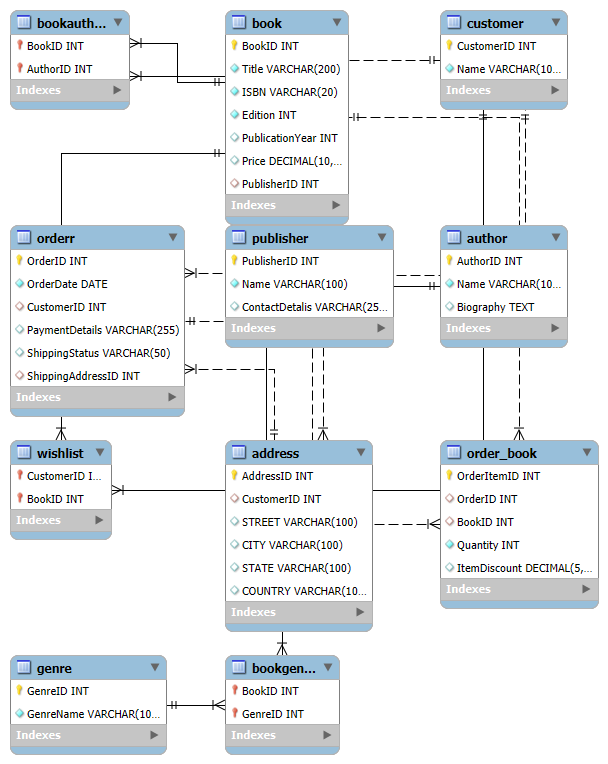 bookauth...
BookID INT
AuthorID INT
Indexes
book
BookID INT
Title VARCHAR(200)
ISBN VARCHAR(20)
Edition INT
PublicationYear INT
Price DECIMAL(10,...
PublisherID INT
Indexes
customer
CustomerID INT
Name VARCHAR(10...
Indexes
orderr
OrderID INT
OrderDate DATE
CustomerID INT
PaymentDetails VARCHAR(255)
ShippingStatus VARCHAR(50)
ShippingAddressID INT
Indexes
publisher
PublisherID INT
Name VARCHAR(100)
ContactDetalis VARCHAR(25...
Indexes
author
AuthorID INT
Name VARCHAR(10...
Biography TEXT
Indexes
wishlist
CustomerID I...
BookID INT
Indexes
address
AddressID INT
CustomerID INT
STREET VARCHAR(100)
CITY VARCHAR(100)
STATE VARCHAR(100)
COUNTRY VARCHAR(10...
Indexes
order_book
OrderItemID INT
OrderID INT
BookID INT
Quantity INT
ItemDiscount DECIMAL(5,...
Indexes
genre
GenreID INT
GenreName VARCHAR(10...
Indexes
bookgen...
BookID INT
GenreID INT
Indexes